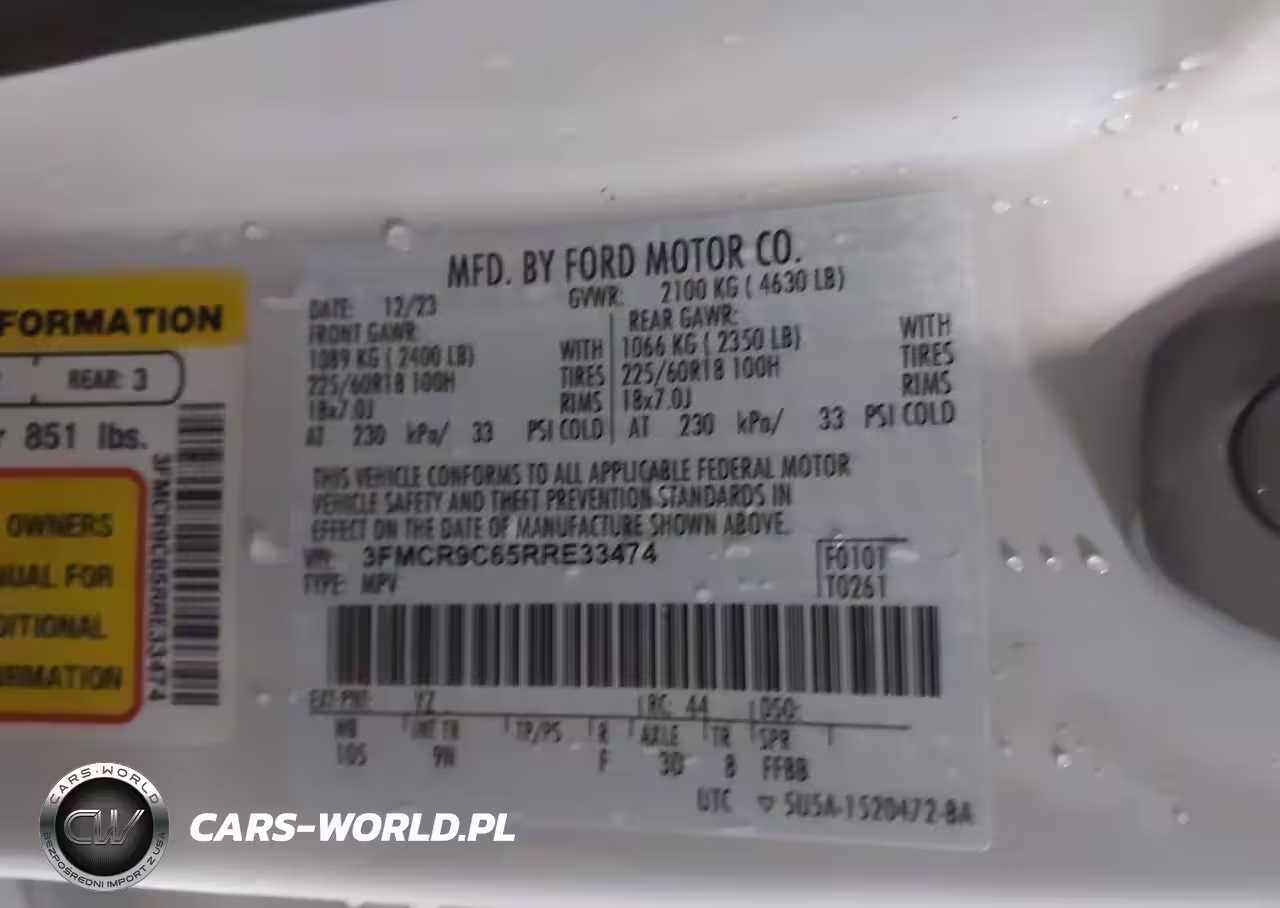 FORMATION
REAR: 3
851 lbs.
OWNERS
UAL FOR
DITIONAL
RMATION
3FMCR9C65RRE33474
MFD. BY FORD MOTOR CO.
DATE: 12/23 GVWR: 2100 KG ( 4630 LB)
FRONT GAWR: REAR GAWR: WITH
1089 KG ( 2400 LB) WITH 1066 KG ( 2350 LB) TIRES
225/60R18 100H TIRES 225/60R18 100H RIMS
18x7.0J RIMS 18x7.0J
AT 230 kPa/ 33 PSI COLD AT 230 kPa/ 33 PSI COLD
THIS VEHICLE CONFORMS TO ALL APPLICABLE FEDERAL MOTOR
VEHICLE SAFETY AND THEFT PREVENTION STANDARDS IN
EFFECT ON THE DATE OF MANUFACTURE SHOWN ABOVE.
VIN: 3FMCR9C65RRE33474 F0101
TYPE: MPV T0261
EXT PNT: YZ RC: 44 DSO:
WB INT TR TP/PS R AXLE TR SPR
105 9N F 3D 8 FFBB
UTC ▽ 5U5A-1520472-BA
CARS-WORLD
CW
BEZPOŚREDNI IMPORT Z USA
CARS-WORLD.PL